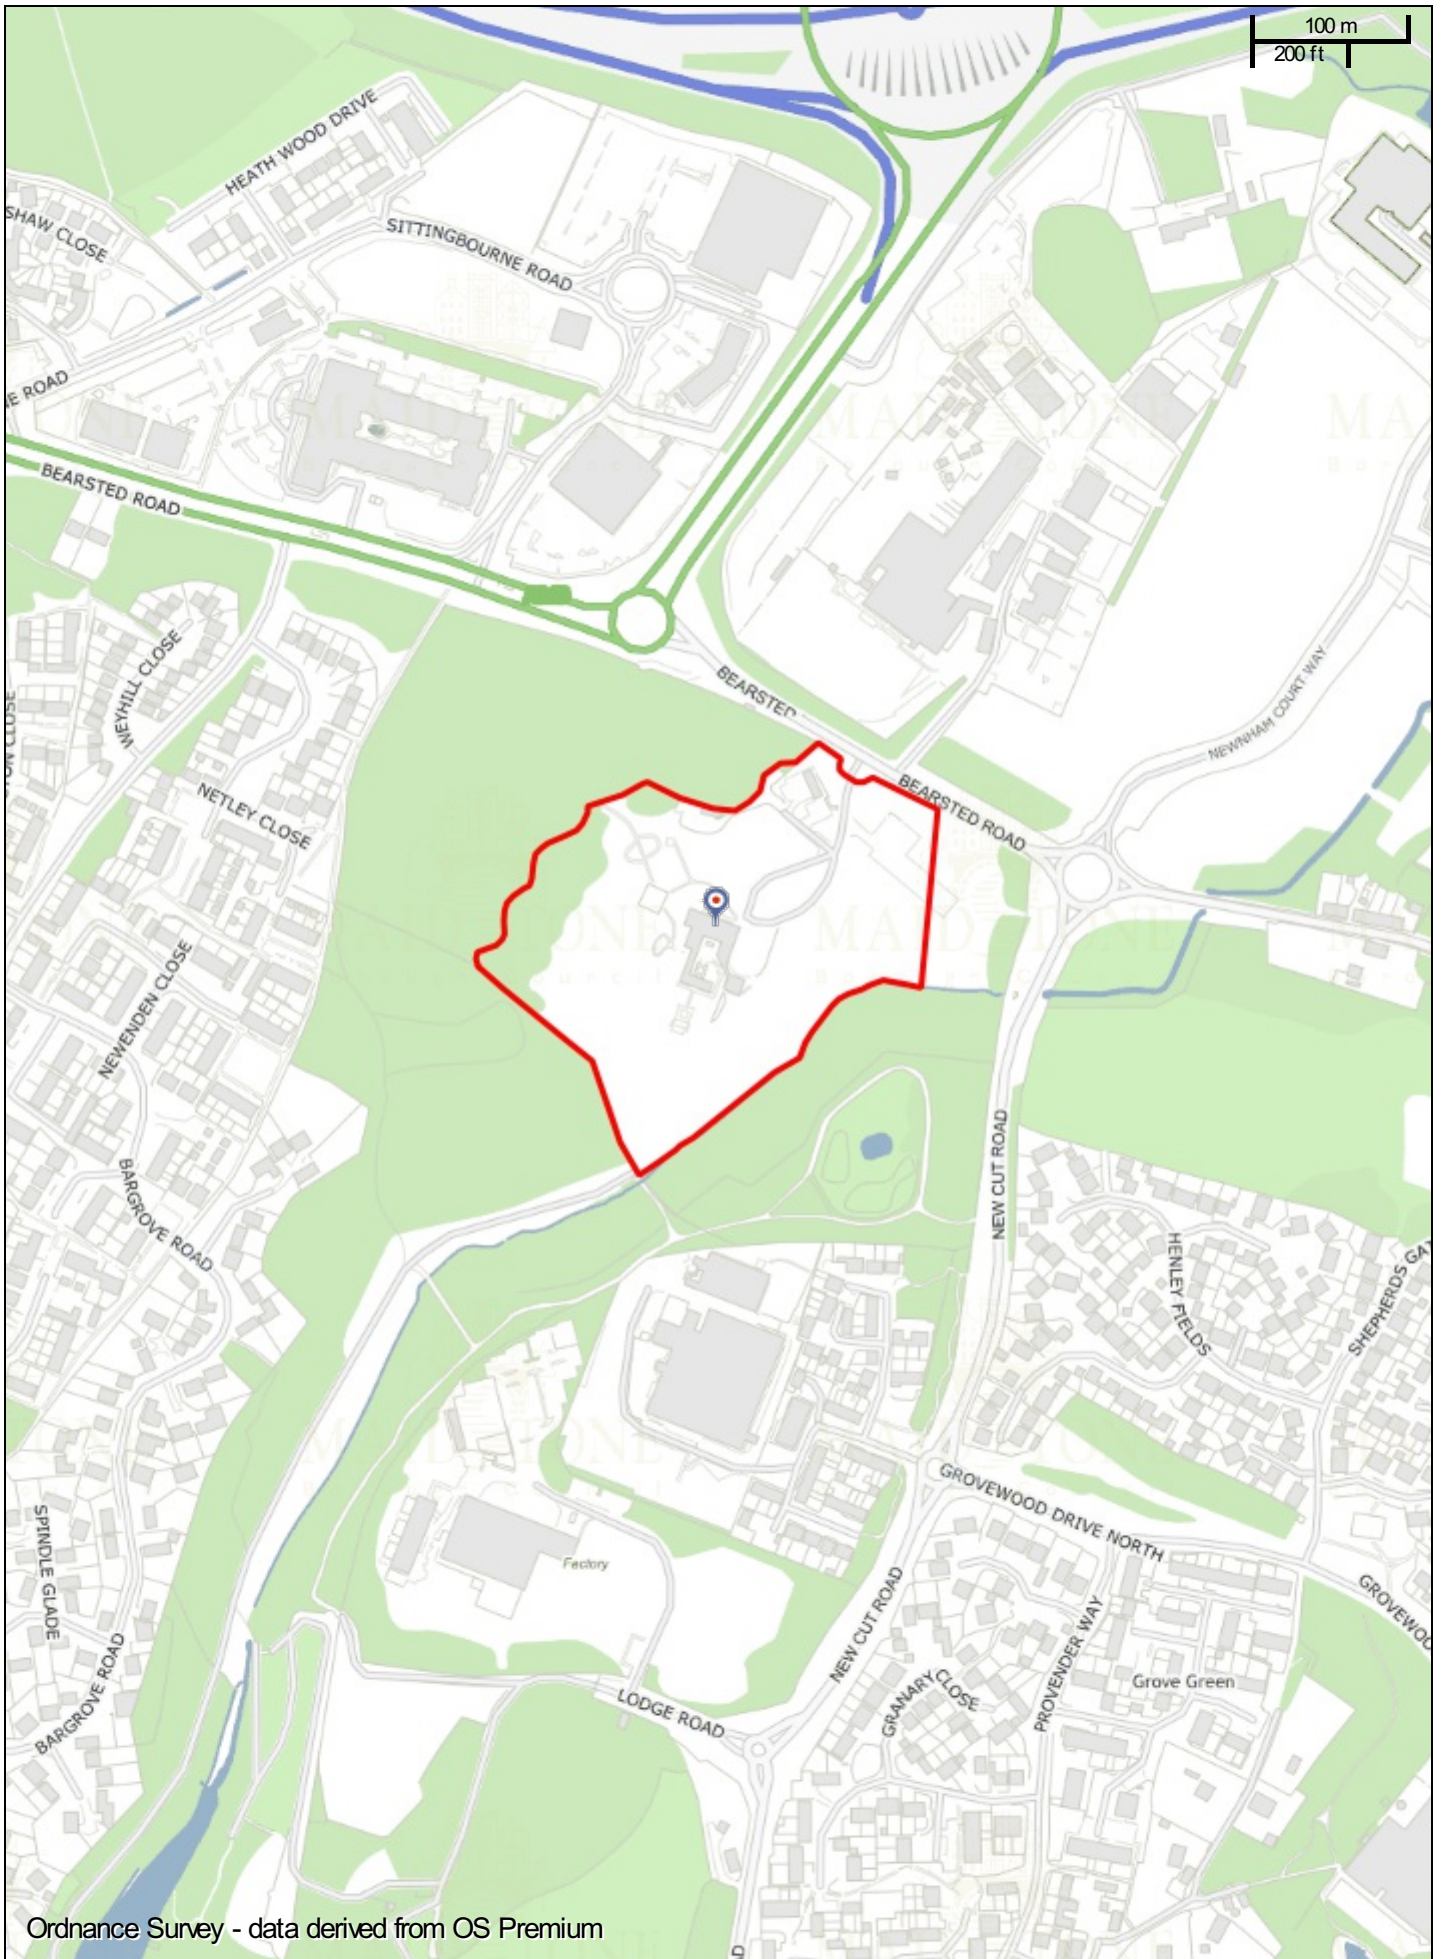 100 m
200 ft
HEATH WOOD DRIVE
SHAW CLOSE
SITTINGBOURNE ROAD
E ROAD
BEARSTED ROAD
WEYHILL CLOSE
BEARSTED
NEWNHAM COURT WAY
ON CLOSE
NETLEY CLOSE
BEARSTED ROAD
NEWENDEN CLOSE
NEW CUT ROAD
BARGROVE ROAD
HENLEY FIELDS
SHEPHERDS GA
GROVEWOOD DRIVE NORTH
Factory
SPINDLE GLADE
GROVEWOO
NEW CUT ROAD
PROVENDER WAY
BARGROVE ROAD
GRANARY CLOSE
Grove Green
LODGE ROAD
Ordnance Survey - data derived from OS Premium